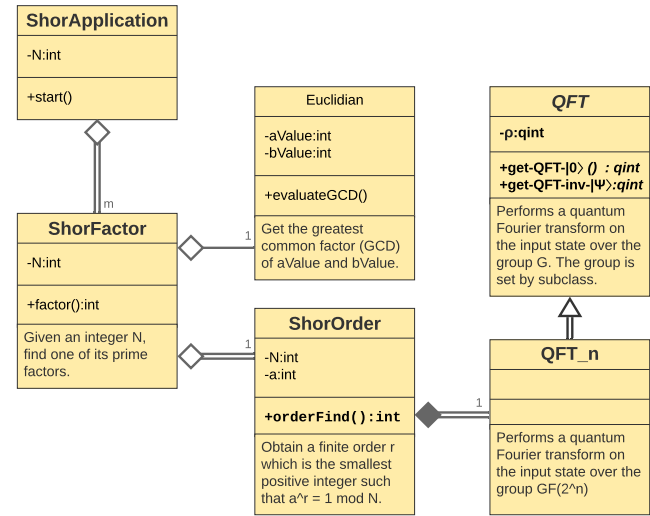 ShorApplication
-N:int
+start()
m
ShorFactor
-N:int
+factor():int
Given an integer N,
find one of its prime
factors.
1
1
Euclidian
-aValue:int
-bValue:int
+evaluateGCD()
Get the greatest
common factor (GCD)
of aValue and bValue.
ShorOrder
-N:int
-a:int
+orderFind():int
Obtain a finite order r
which is the smallest
positive integer such
that a^r = 1 mod N.
1
QFT
-ρ:qint
+get-QFT-|0⟩() : qint
+get-QFT-inv-|Ψ⟩:qint
Performs a quantum
Fourier transform on
the input state over the
group G. The group is
set by subclass.
QFT_n
Performs a quantum
Fourier transform on
the input state over the
group GF(2^n)